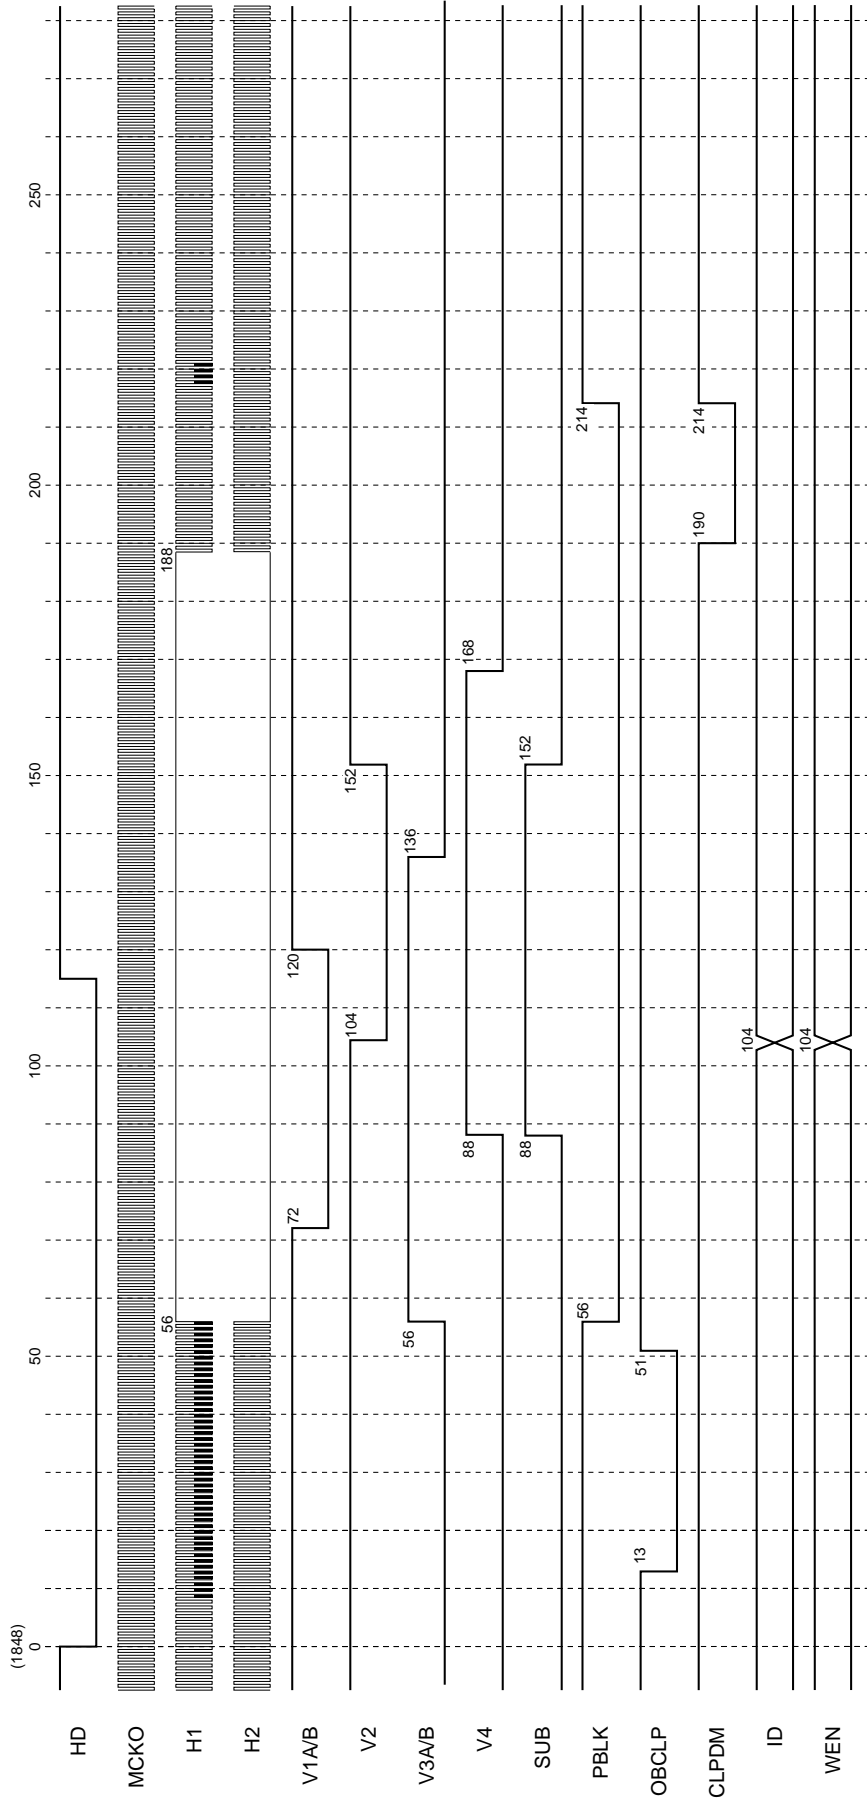 (1848)
0
50
100
150
200
250
HD
MCKO
H1
56
188
H2
V1A/B
72
120
V2
104
152
V3A/B
56
136
V4
88
168
SUB
88
152
PBLK
56
214
OBCLP
13
51
CLPDM
190
214
ID
104
WEN
104